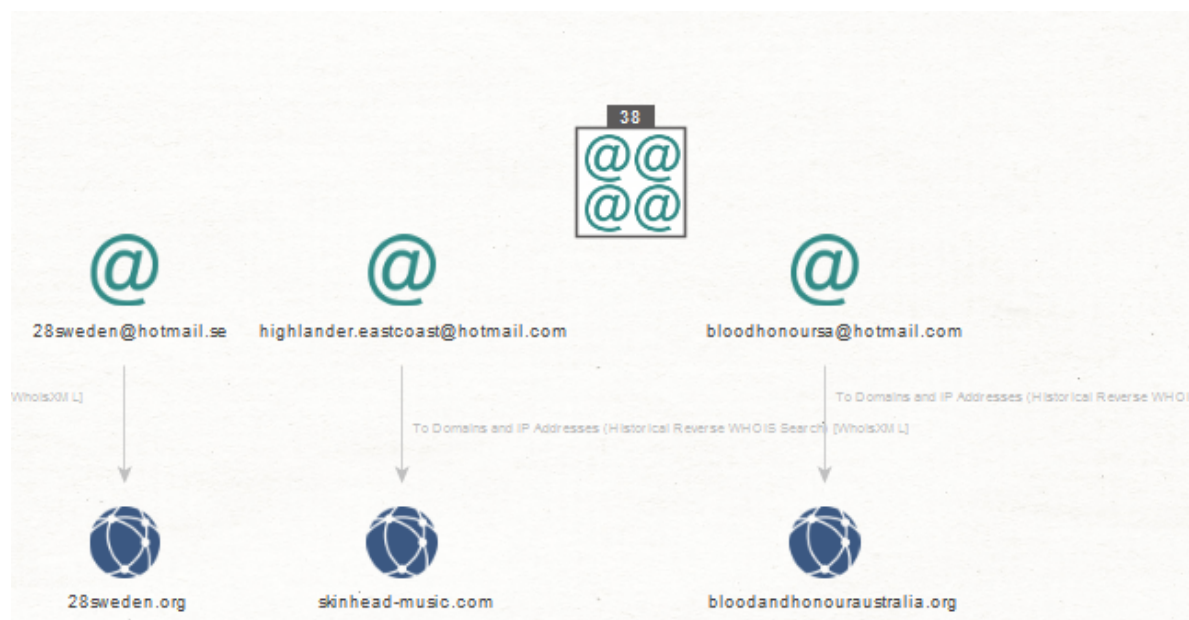 38
28sweden@hotmail.se
highlander.eastcoast@hotmail.com
bloodhonoursa@hotmail.com
WhoisXML]
To Domains and IP Addresses (Historical Reverse WHOI
To Domains and IP Addresses (Historical Reverse WHOIS Search) [WhoisXML]
28sweden.org
skinhead-music.com
bloodandhonouraustralia.org